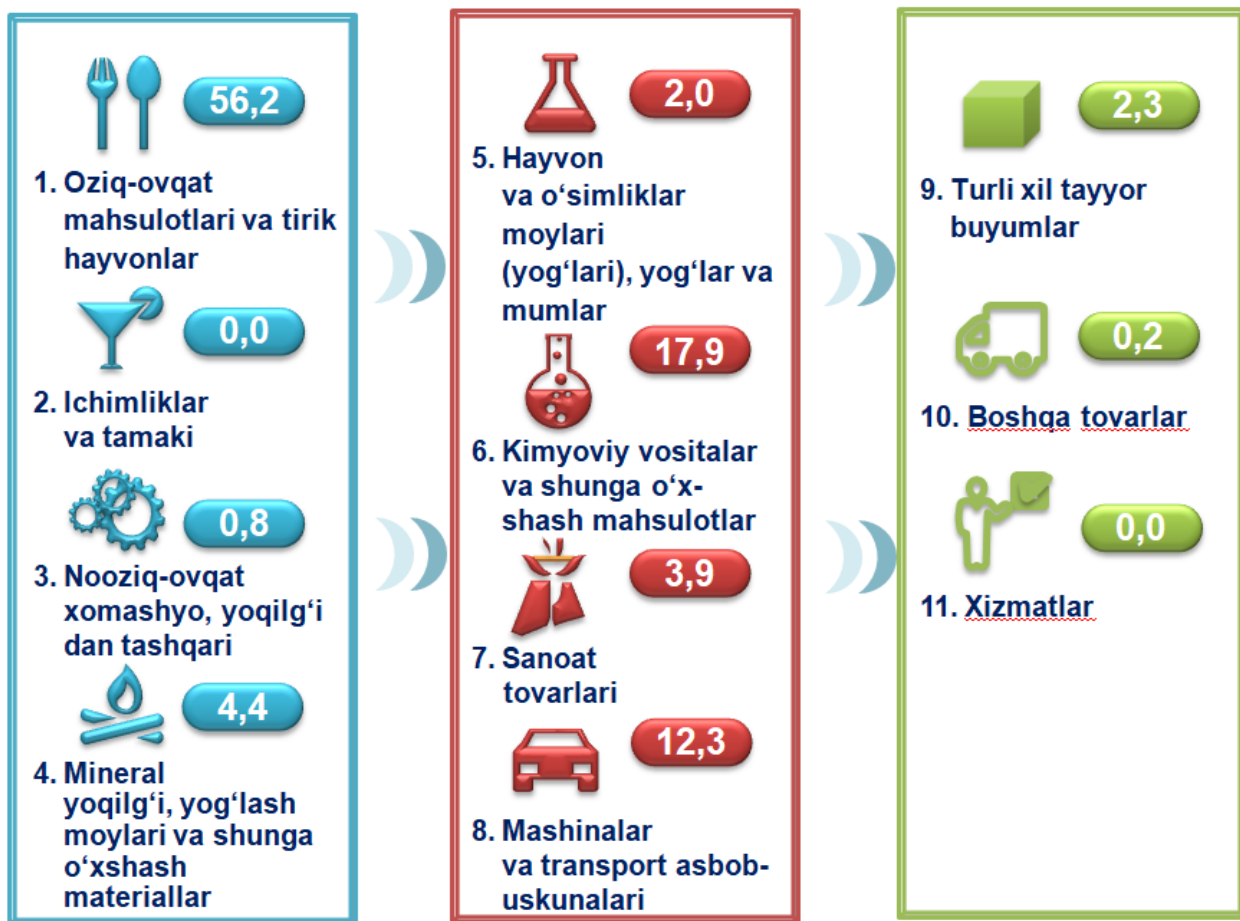 56,2
1. Oziq-ovqat
mahsulotlari va tirik
hayvonlar
0,0
2. Ichimliklar
va tamaki
0,8
3. Nooziq-ovqat
xomashyo, yoqilg‘i
dan tashqari
4,4
4. Mineral
yoqilg‘i, yog‘lash
moylari va shunga
o‘xshash
materiallar
2,0
5. Hayvon
va o‘simliklar
moylari
(yog‘lari), yog‘lar va
mumlar
17,9
6. Kimyoviy vositalar
va shunga o‘x-
shash mahsulotlar
3,9
7. Sanoat
tovarlari
12,3
8. Mashinalar
va transport asbob-
uskunalari
2,3
9. Turli xil tayyor
buyumlar
0,2
10. Boshqa tovarlar
0,0
11. Xizmatlar